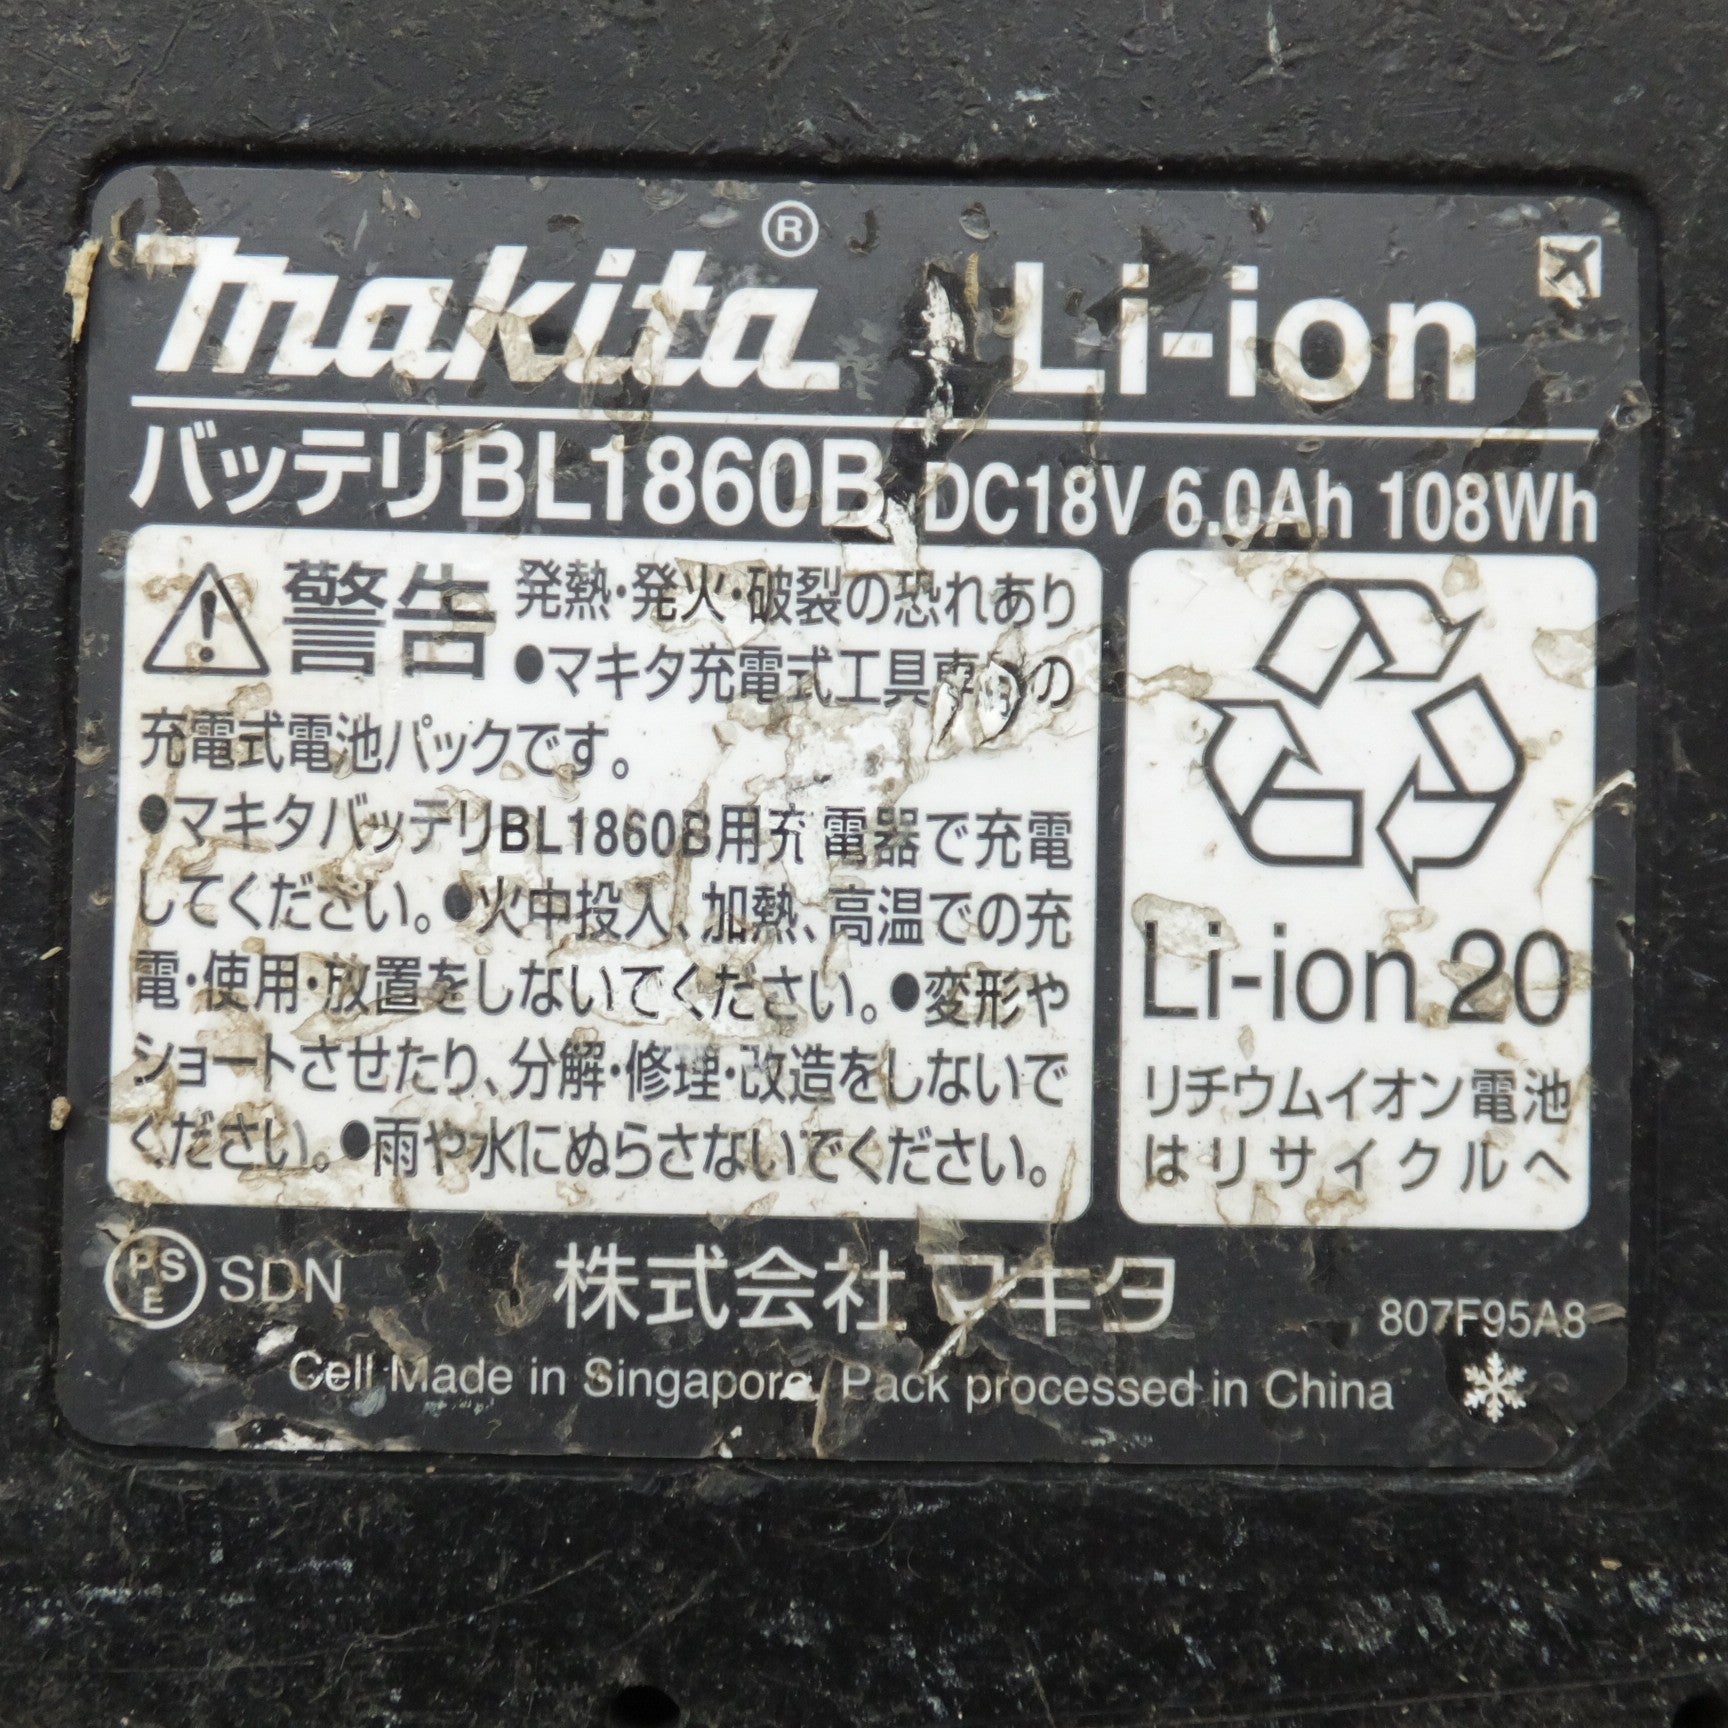 makita® Li-ion
バッテリBL1860B DC18V 6.0Ah 108Wh
警告 発熱・発火・破裂の恐れあり
●マキタ充電式工具専用の
充電式電池パックです。
●マキタバッテリBL1860B用充電器で充電
してください。●火中投入、加熱、高温での充
電・使用・放置をしないでください。●変形や
ショートさせたり、分解・修理・改造をしないで
ください。●雨や水にぬらさないでください。
Li-ion 20
リチウムイオン電池
はリサイクルへ
PSE SDN 株式会社マキタ 807F95A8
Cell Made in Singapore, Pack processed in China